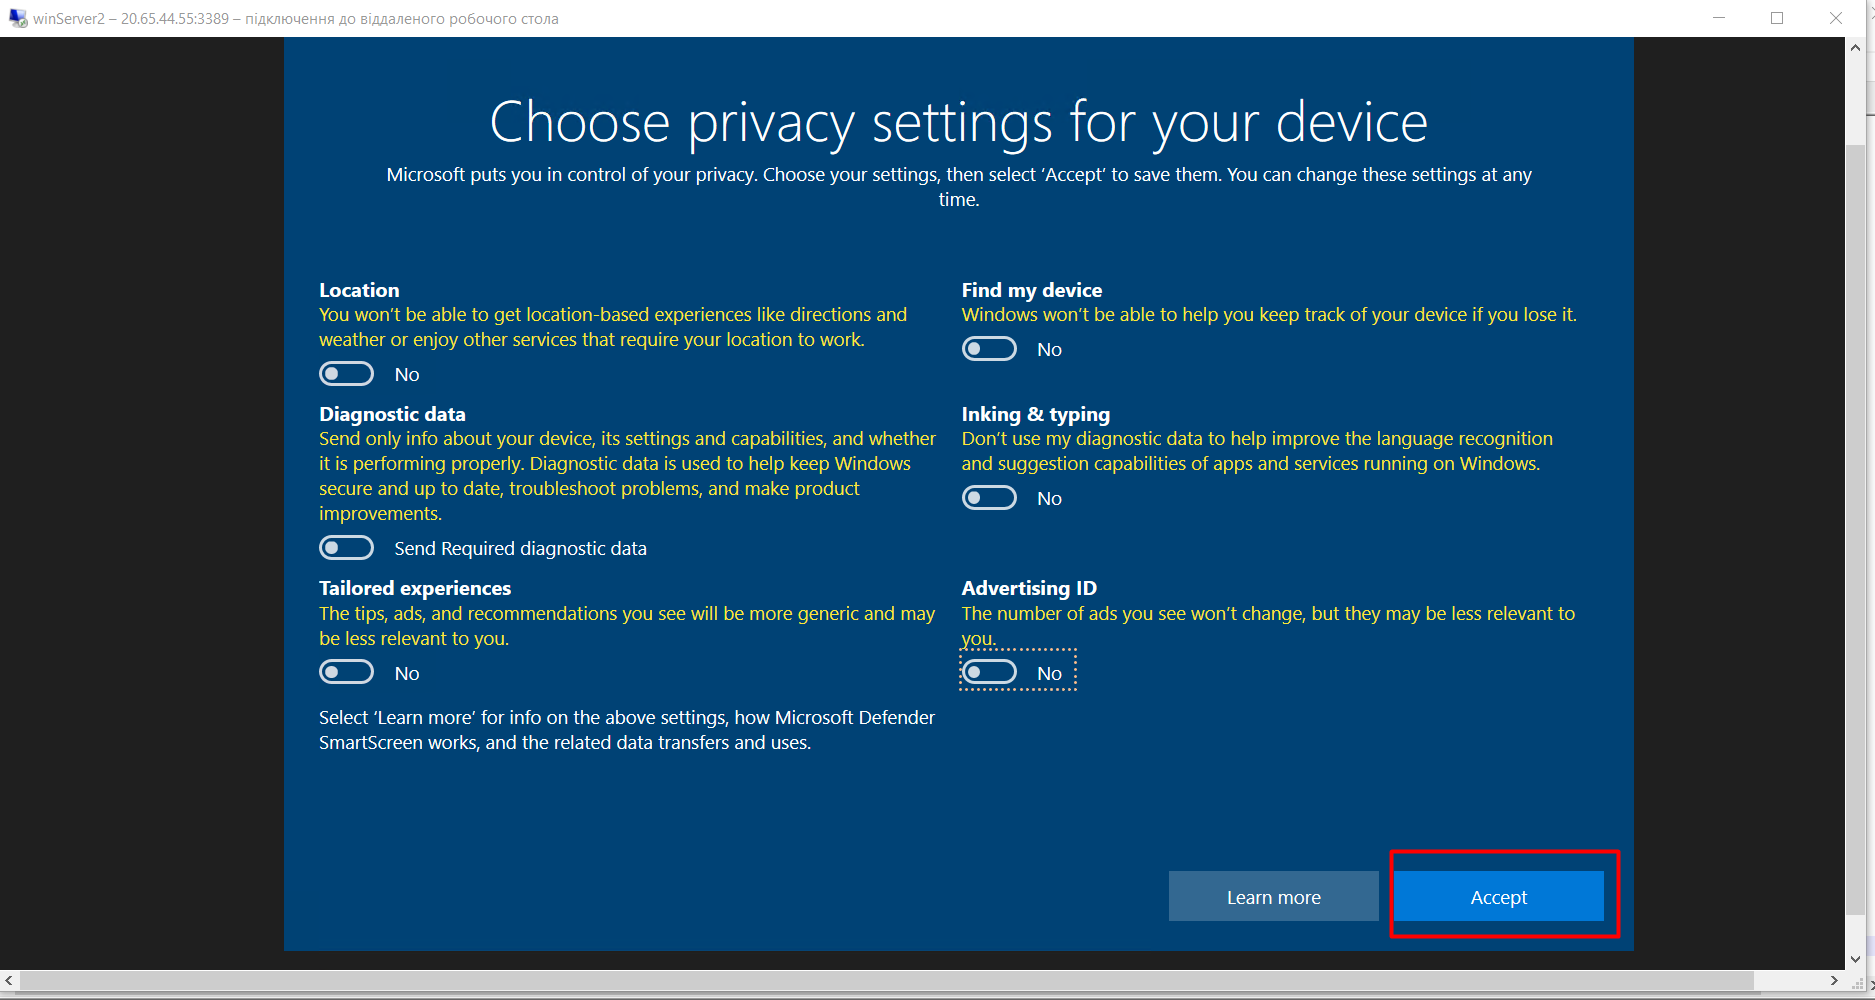 winServer2 – 20.65.44.55:3389 – підключення до віддаленого робочого стола
Choose privacy settings for your device
Microsoft puts you in control of your privacy. Choose your settings, then select ‘Accept’ to save them. You can change these settings at any
time.
Location
You won’t be able to get location-based experiences like directions and
weather or enjoy other services that require your location to work.
No
Find my device
Windows won’t be able to help you keep track of your device if you lose it.
No
Diagnostic data
Send only info about your device, its settings and capabilities, and whether
it is performing properly. Diagnostic data is used to help keep Windows
secure and up to date, troubleshoot problems, and make product
improvements.
Send Required diagnostic data
Inking & typing
Don’t use my diagnostic data to help improve the language recognition
and suggestion capabilities of apps and services running on Windows.
No
Tailored experiences
The tips, ads, and recommendations you see will be more generic and may
be less relevant to you.
No
Advertising ID
The number of ads you see won’t change, but they may be less relevant to
you.
No
Select ‘Learn more’ for info on the above settings, how Microsoft Defender
SmartScreen works, and the related data transfers and uses.
Learn more
Accept